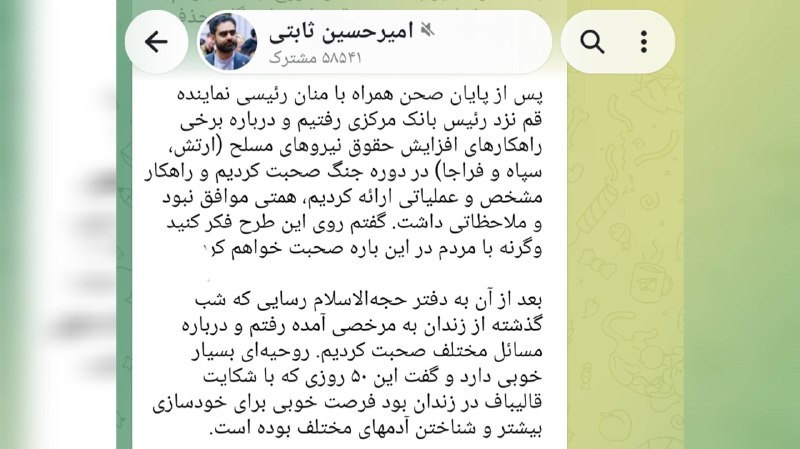 امیرحسین ثابتی
۵۸۵۴۱ مشترک
پس از پایان صحن همراه با منان رئیسی نماینده
قم نزد رئیس بانک مرکزی رفتیم و درباره برخی
راهکارهای افزایش حقوق نیروهای مسلح (ارتش،
سپاه و فراجا) در دوره جنگ صحبت کردیم و راهکار
مشخص و عملیاتی ارائه کردیم، همتی موافق نبود
و ملاحظاتی داشت. گفتم روی این طرح فکر کنید
وگرنه با مردم در این باره صحبت خواهم کر
بعد از آن به دفتر حجه‌الاسلام رسایی که شب
گذشته از زندان به مرخصی آمده رفتم و درباره
مسائل مختلف صحبت کردیم. روحیه‌ای بسیار
خوبی دارد و گفت این ۵۰ روزی که با شکایت
قالیباف در زندان بود فرصت خوبی برای خودسازی
بیشتر و شناختن آدمهای مختلف بوده است.